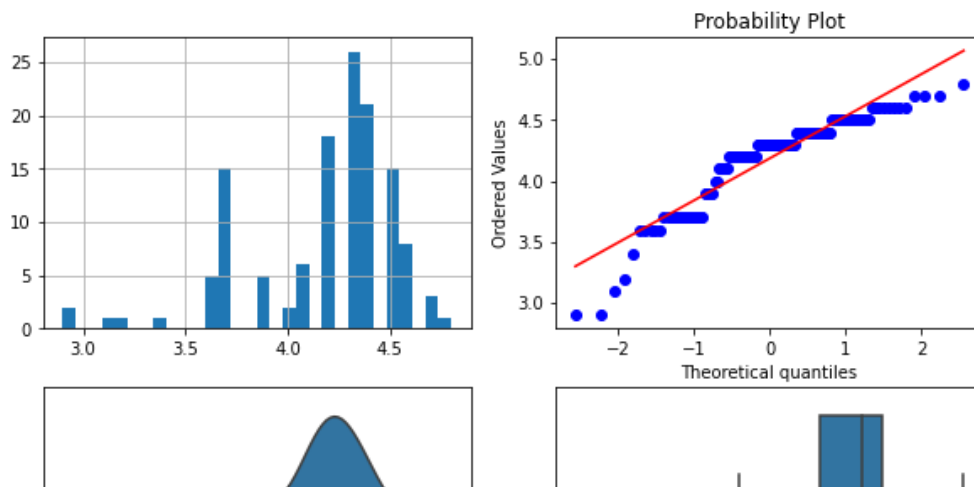 Probability Plot
25
20
15
10
5
0
3.0 3.5 4.0 4.5
5.0
4.5
4.0
3.5
3.0
Ordered Values
−2 −1 0 1 2
Theoretical quantiles